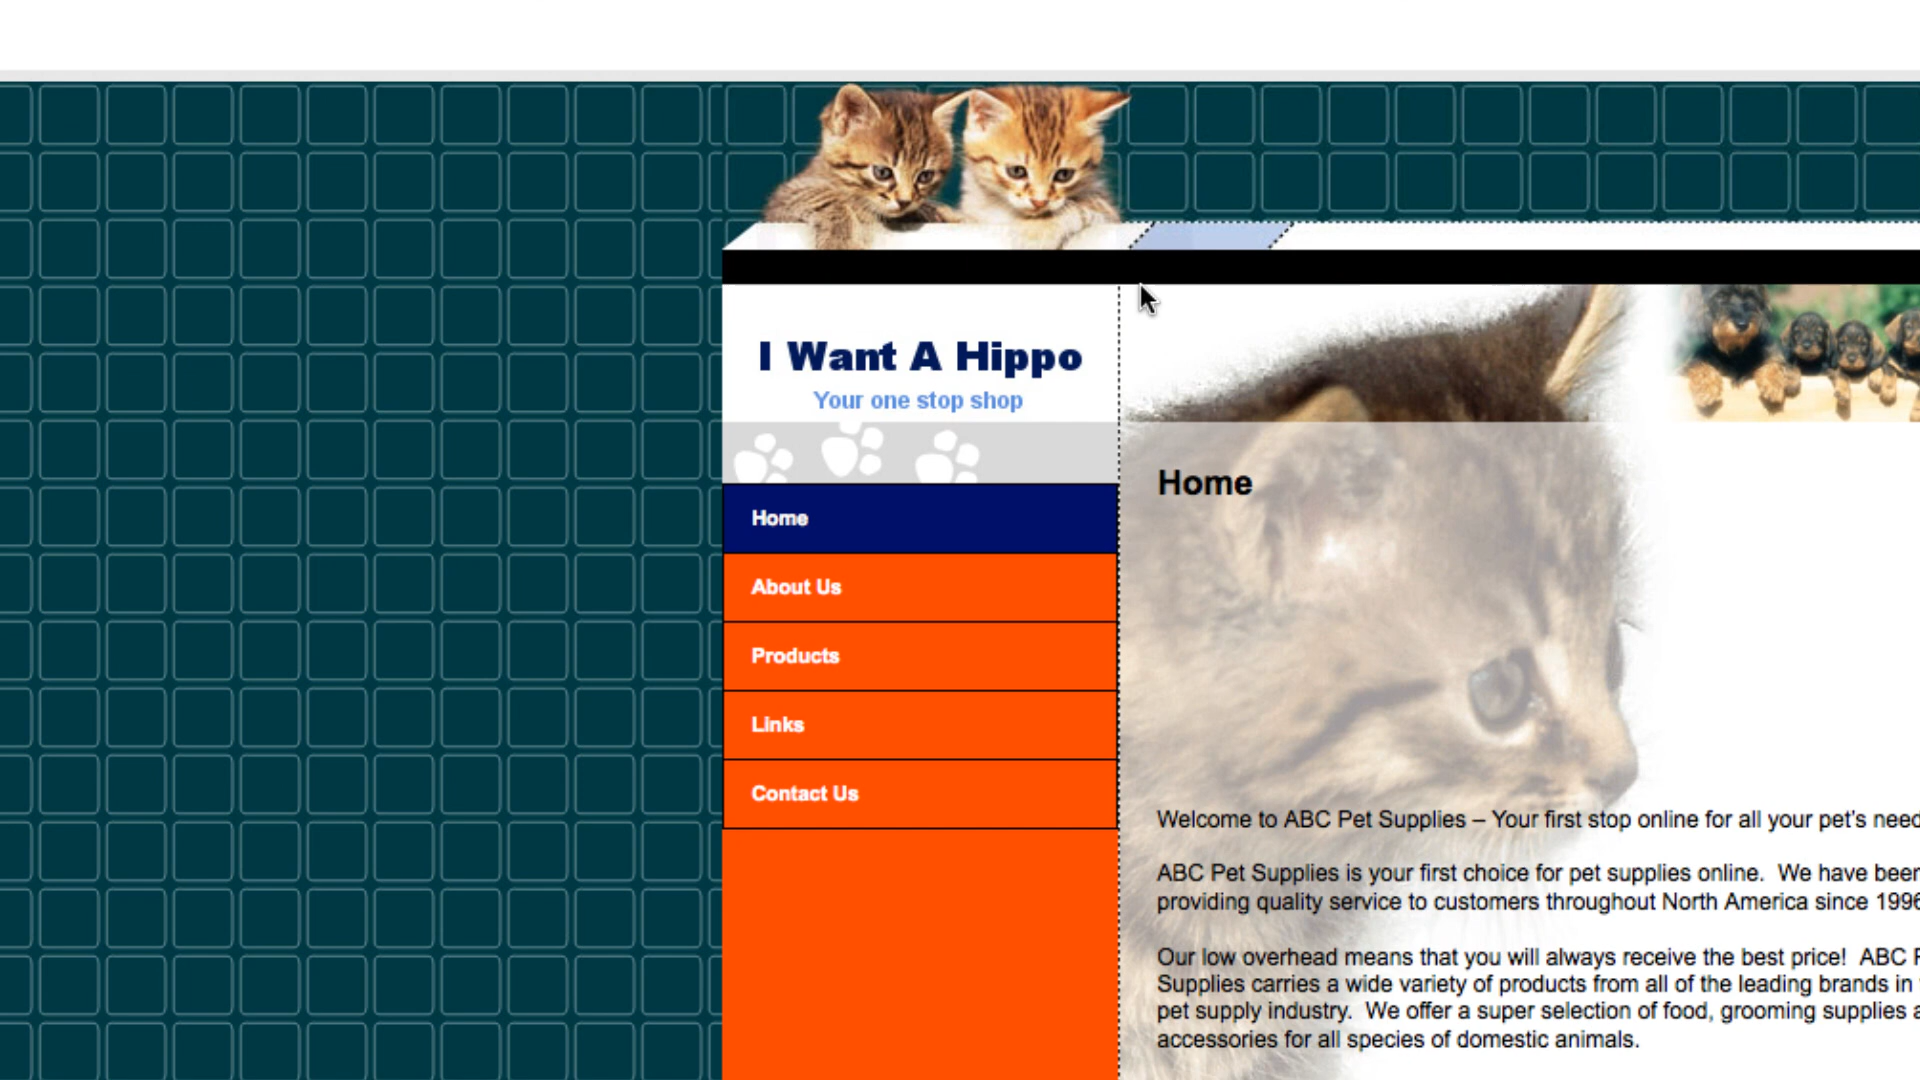 I Want A Hippo
Your one stop shop
Home
About Us
Products
Links
Contact Us
Home
Welcome to ABC Pet Supplies – Your first stop online for all your pet's need
ABC Pet Supplies is your first choice for pet supplies online. We have been
providing quality service to customers throughout North America since 1996
Our low overhead means that you will always receive the best price! ABC P
Supplies carries a wide variety of products from all of the leading brands in
pet supply industry. We offer a super selection of food, grooming supplies a
accessories for all species of domestic animals.